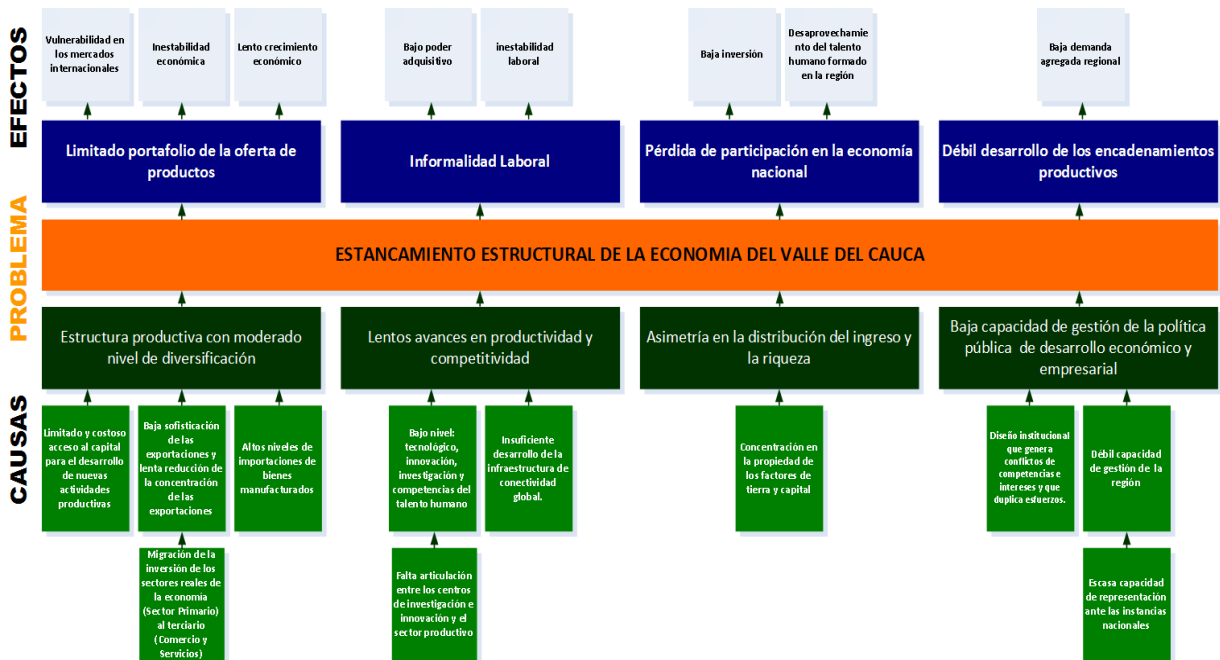 EFECTOS
Vulnerabilidad en
los mercados
internacionales
Inestabilidad
económica
Lento crecimiento
económico
Bajo poder
adquisitivo
inestabilidad
laboral
Baja inversión
Desaprovechamie
nto del talento
humano formado
en la región
Baja demanda
agregada regional
Limitado portafolio de la oferta de
productos
Informalidad Laboral
Pérdida de participación en la economía
nacional
Débil desarrollo de los encadenamientos
productivos
PROBLEMA
ESTANCAMIENTO ESTRUCTURAL DE LA ECONOMIA DEL VALLE DEL CAUCA
CAUSAS
Estructura productiva con moderado
nivel de diversificación
Lentos avances en productividad y
competitividad
Asimetría en la distribución del ingreso y
la riqueza
Baja capacidad de gestión de la política
pública de desarrollo económico y
empresarial
Limitado y costoso
acceso al capital
para el desarrollo
de nuevas
actividades
productivas
Baja sofisticación
de las
exportaciones y
lenta reducción de
la concentración
de las
exportaciones
Altos niveles de
importaciones de
bienes
manufacturados
Bajo nivel:
tecnológico,
innovación,
investigación y
competencias del
talento humano
Insuficiente
desarrollo de la
infraestructura de
conectividad
global.
Concentración en
la propiedad de
los factores de
tierra y capital
Diseño institucional
que genera
conflictos de
competencias e
intereses y que
duplica esfuerzos.
Débil capacidad
de gestión de la
región
Migración de la
inversión de los
sectores reales de
la economía
(Sector Primario)
al terciario
(Comercio y
Servicios)
Falta articulación
entre los centros
de investigación e
innovación y el
sector productivo
Escasa capacidad
de representación
ante las instancias
nacionales